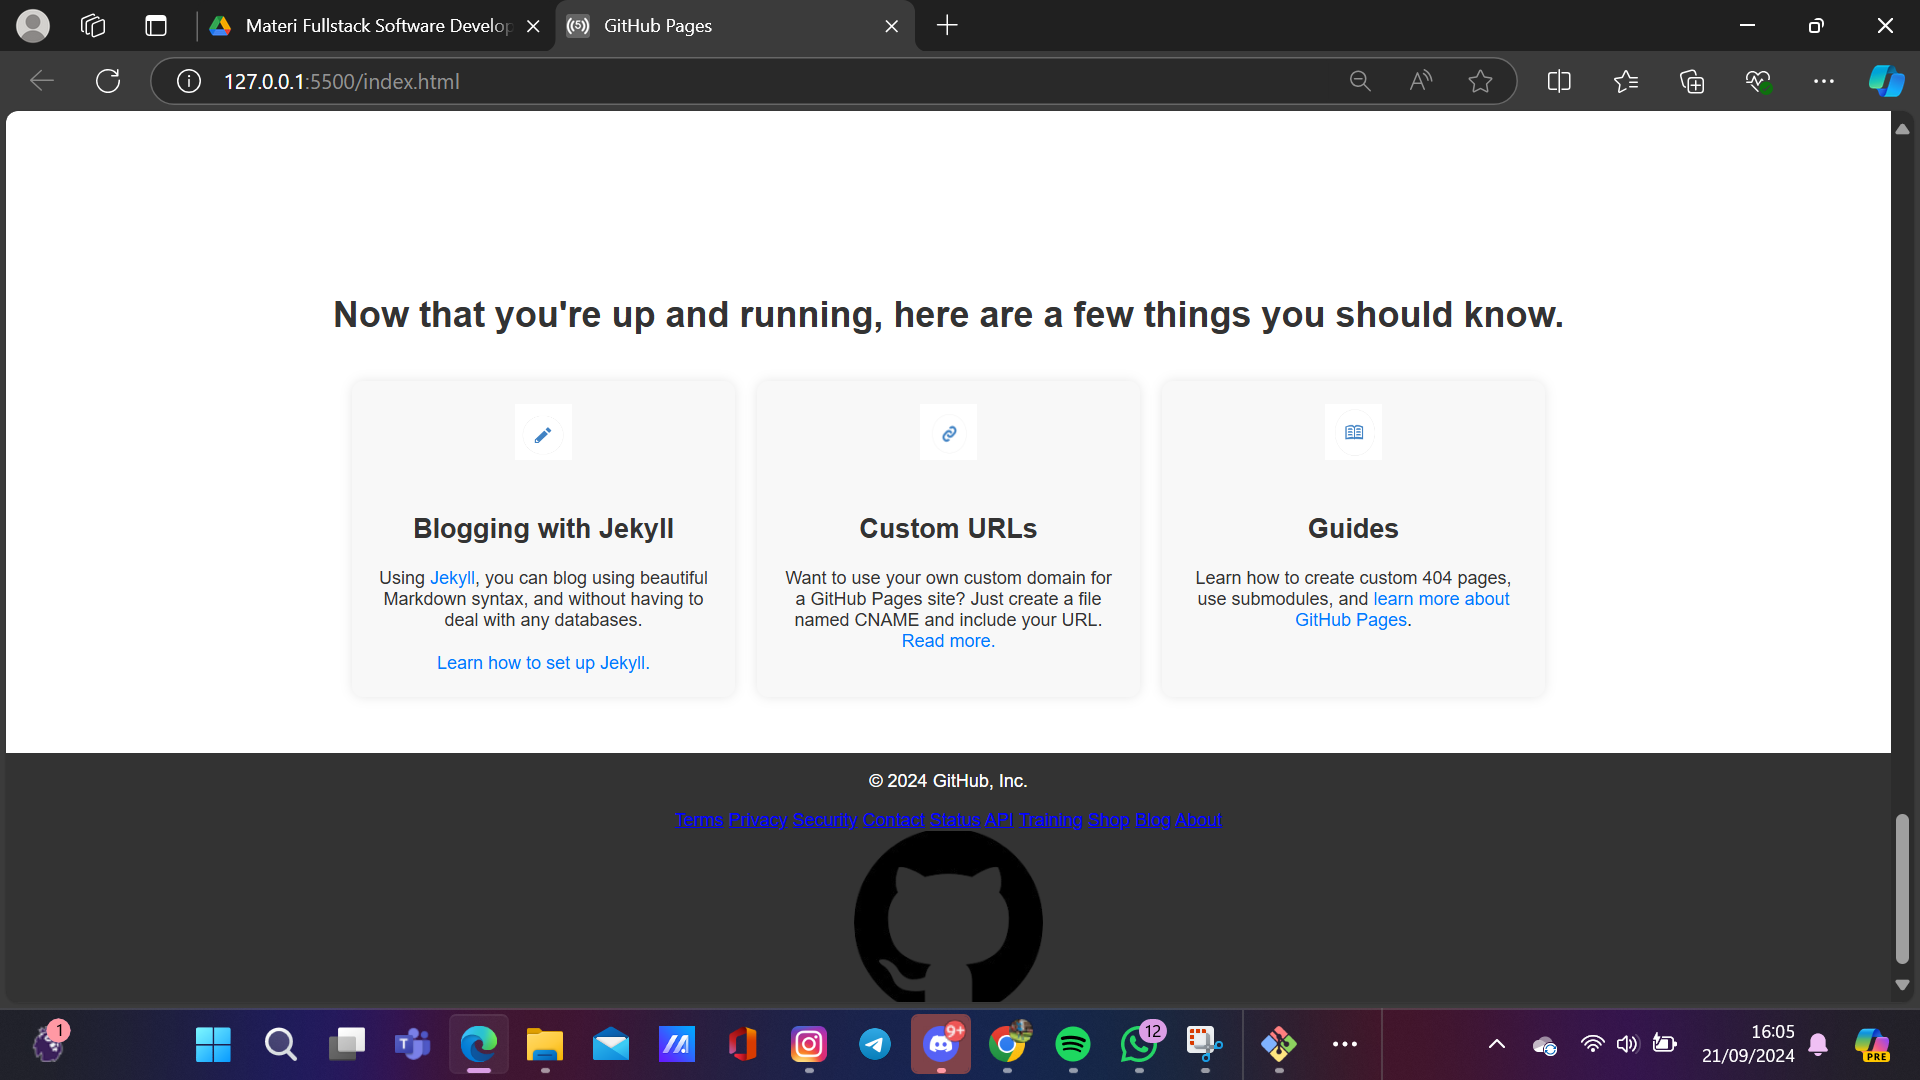 Materi Fullstack Software Develop
GitHub Pages
127.0.0.1:5500/index.html
Now that you're up and running, here are a few things you should know.
Blogging with Jekyll
Using Jekyll, you can blog using beautiful
Markdown syntax, and without having to
deal with any databases.
Learn how to set up Jekyll.
Custom URLs
Want to use your own custom domain for
a GitHub Pages site? Just create a file
named CNAME and include your URL.
Read more.
Guides
Learn how to create custom 404 pages,
use submodules, and learn more about
GitHub Pages.
© 2024 GitHub, Inc.
Terms Privacy Security Contact Status API Training Shop Blog About
1
9+
12
16:05
21/09/2024
PRE